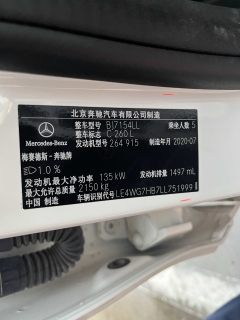 北京奔驰汽车有限公司制造
整车型号 BJ7154LL 乘坐人数 5
整车标志 C 260 L
发动机型号 264 915 制造年月 2020-07
Mercedes-Benz
梅赛德斯-奔驰牌
≤1.0 %
发动机最大净功率 135 kW
发动机排量 1497 mL
最大允许总质量 2150 kg
中国 制造 车辆识别代号 LE4WG7HB7LL751999